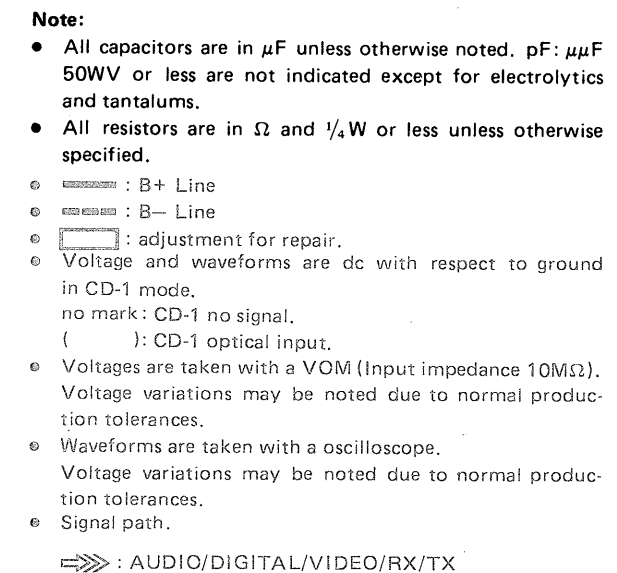 Note:
● All capacitors are in μF unless otherwise noted. pF: μμF
50WV or less are not indicated except for electrolytics
and tantalums.
● All resistors are in Ω and ¼W or less unless otherwise
specified.
● : B+ Line
● : B− Line
● : adjustment for repair.
● Voltage and waveforms are dc with respect to ground
in CD-1 mode.
no mark: CD-1 no signal.
( ): CD-1 optical input.
● Voltages are taken with a VOM (Input impedance 10MΩ).
Voltage variations may be noted due to normal produc-
tion tolerances.
● Waveforms are taken with a oscilloscope.
Voltage variations may be noted due to normal produc-
tion tolerances.
● Signal path.
: AUDIO/DIGITAL/VIDEO/RX/TX